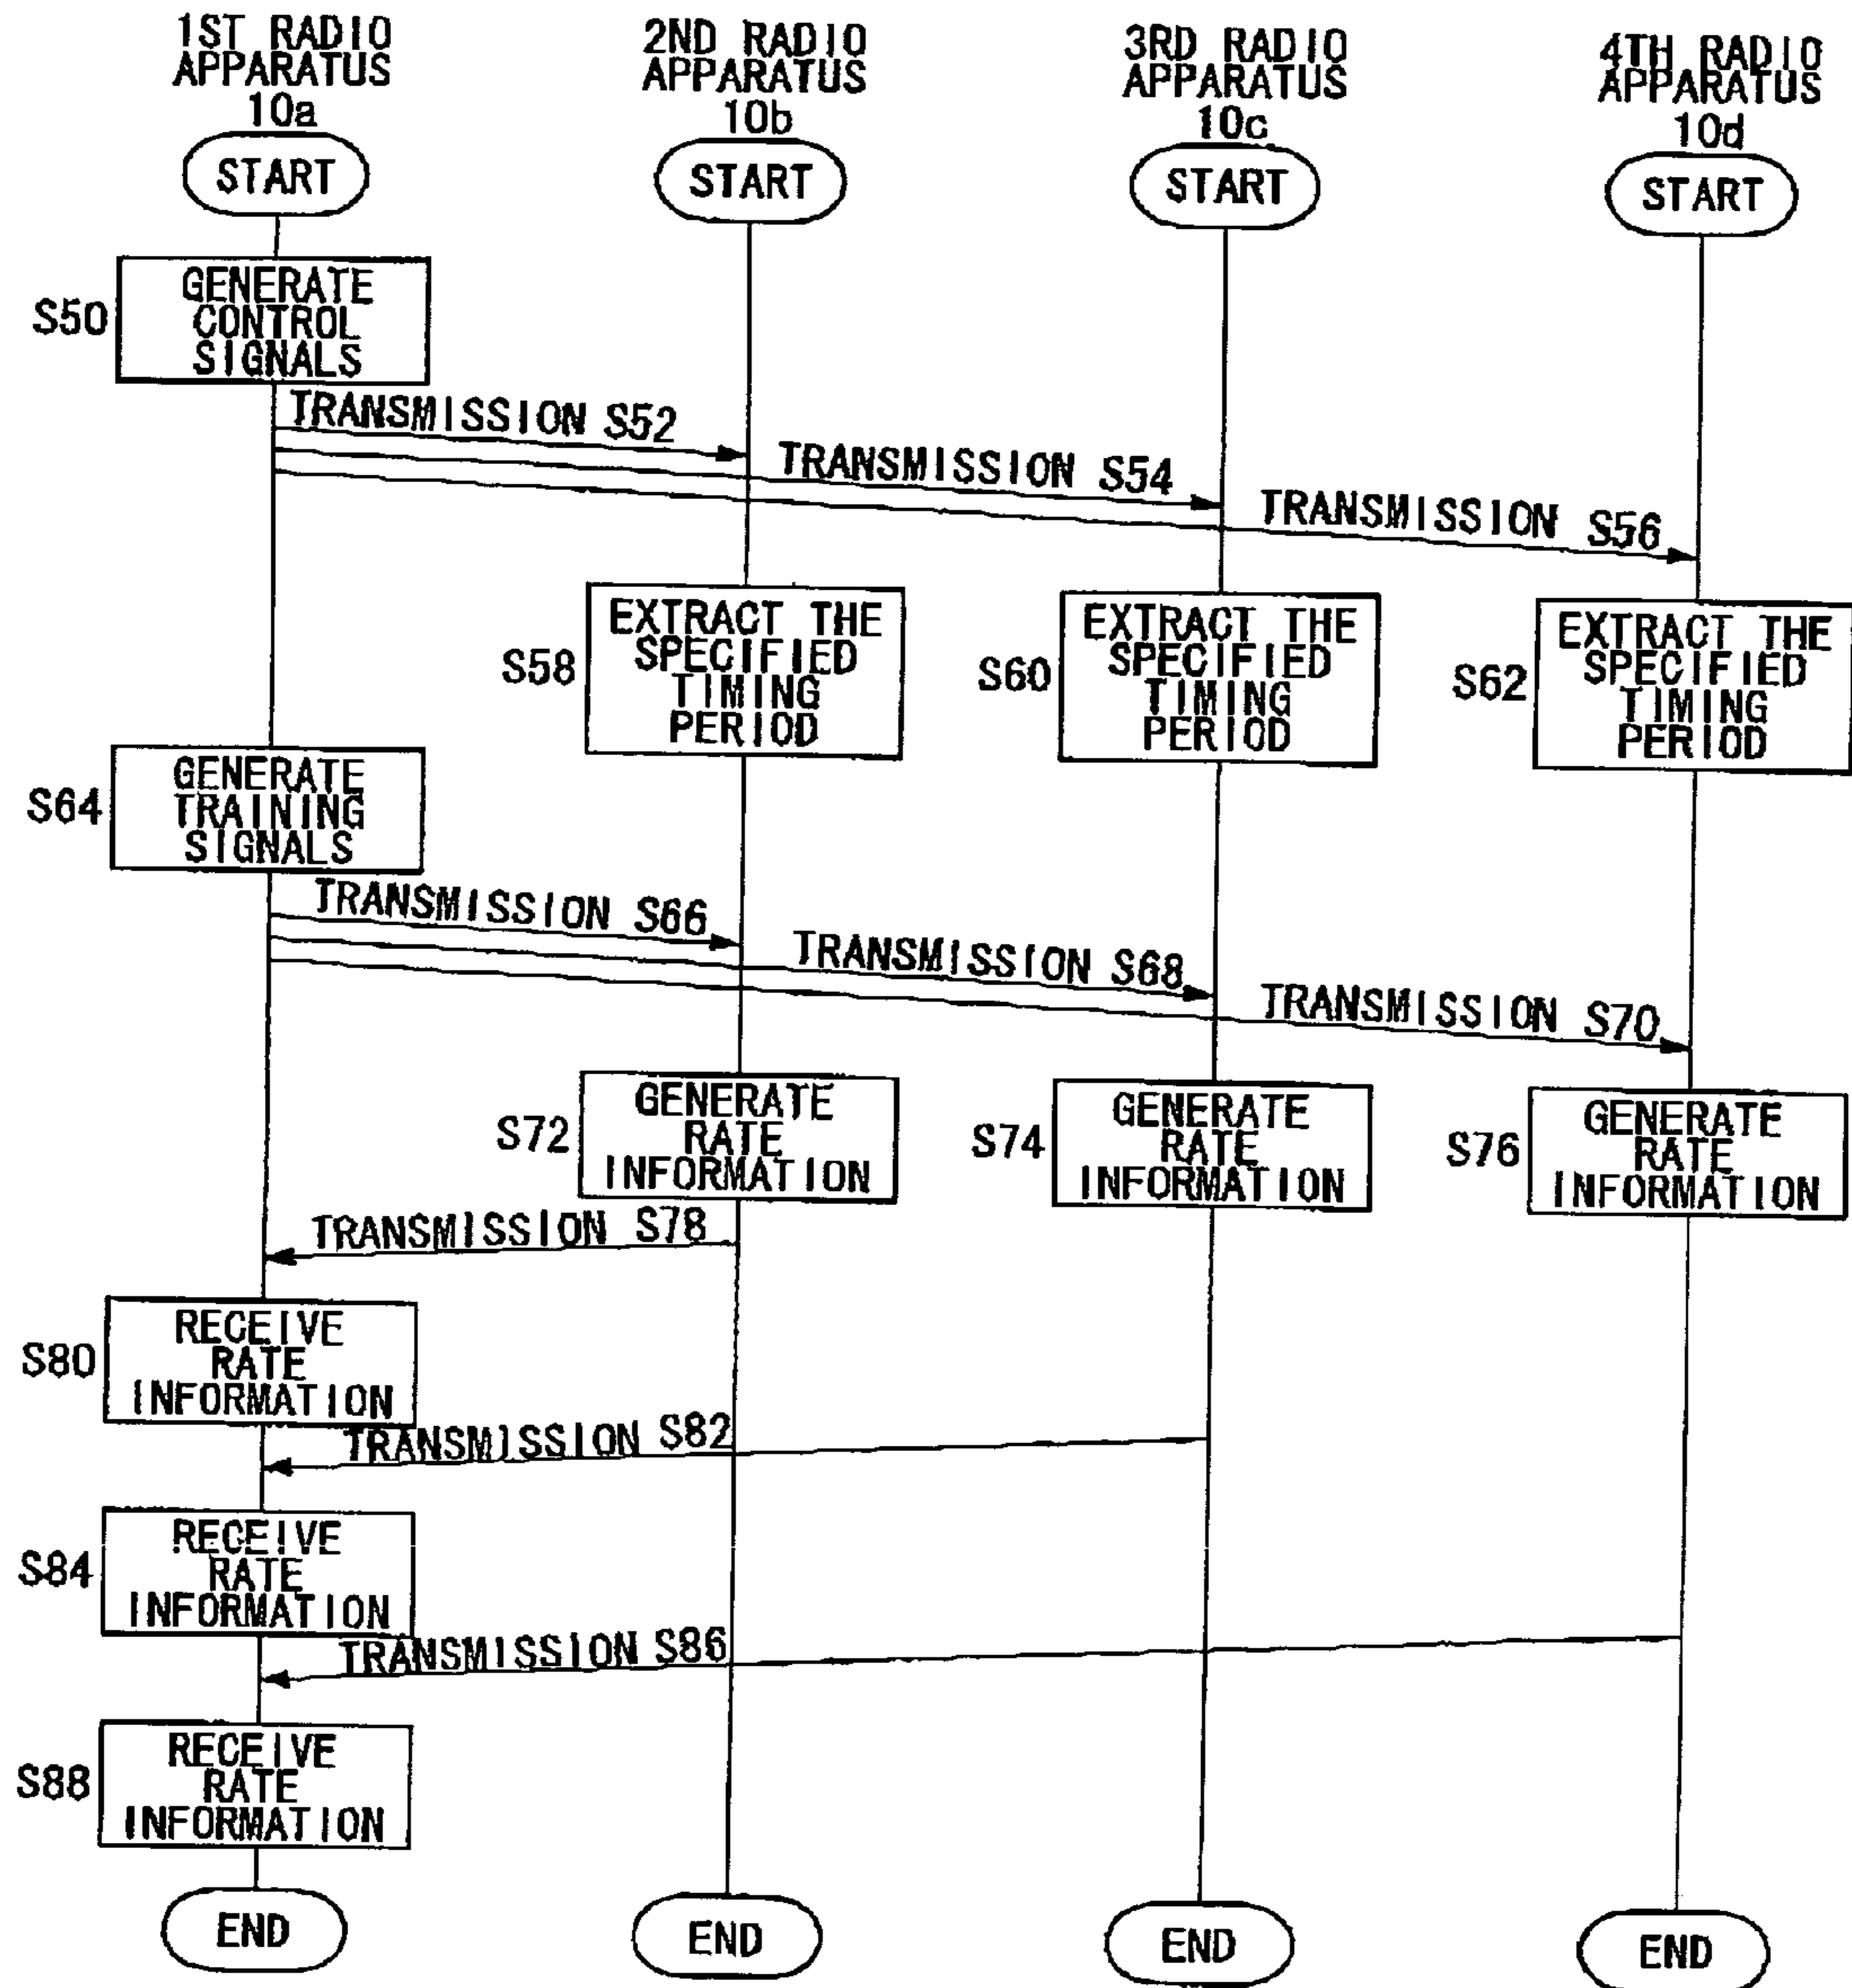 1ST RADIO
APPARATUS
10a
2ND RADIO
APPARATUS
10b
3RD RADIO
APPARATUS
10c
4TH RADIO
APPARATUS
10d
START
START
START
START
S50
GENERATE
CONTROL
SIGNALS
TRANSMISSION S52
TRANSMISSION S54
TRANSMISSION S56
S58
EXTRACT THE
SPECIFIED
TIMING
PERIOD
S60
EXTRACT THE
SPECIFIED
TIMING
PERIOD
S62
EXTRACT THE
SPECIFIED
TIMING
PERIOD
S64
GENERATE
TRAINING
SIGNALS
TRANSMISSION S66
TRANSMISSION S68
TRANSMISSION S70
S72
GENERATE
RATE
INFORMATION
S74
GENERATE
RATE
INFORMATION
S76
GENERATE
RATE
INFORMATION
TRANSMISSION S78
S80
RECEIVE
RATE
INFORMATION
TRANSMISSION S82
S84
RECEIVE
RATE
INFORMATION
TRANSMISSION S86
S88
RECEIVE
RATE
INFORMATION
END
END
END
END